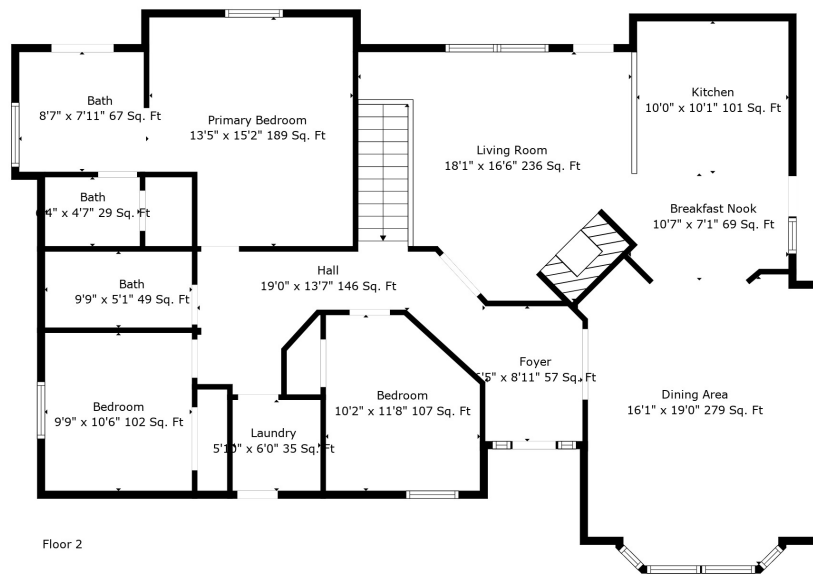 Bath
8'7" x 7'11" 67 Sq. Ft
Primary Bedroom
13'5" x 15'2" 189 Sq. Ft
Living Room
18'1" x 16'6" 236 Sq. Ft
Kitchen
10'0" x 10'1" 101 Sq. Ft
Bath
4'7" 29 Sq. Ft
Breakfast Nook
10'7" x 7'1" 69 Sq. Ft
Bath
9'9" x 5'1" 49 Sq. Ft
Hall
19'0" x 13'7" 146 Sq. Ft
Foyer
x 8'11" 57 Sq. Ft
Bedroom
9'9" x 10'6" 102 Sq. Ft
Laundry
x 6'0" 35 Sq. Ft
Bedroom
10'2" x 11'8" 107 Sq. Ft
Dining Area
16'1" x 19'0" 279 Sq. Ft
Floor 2